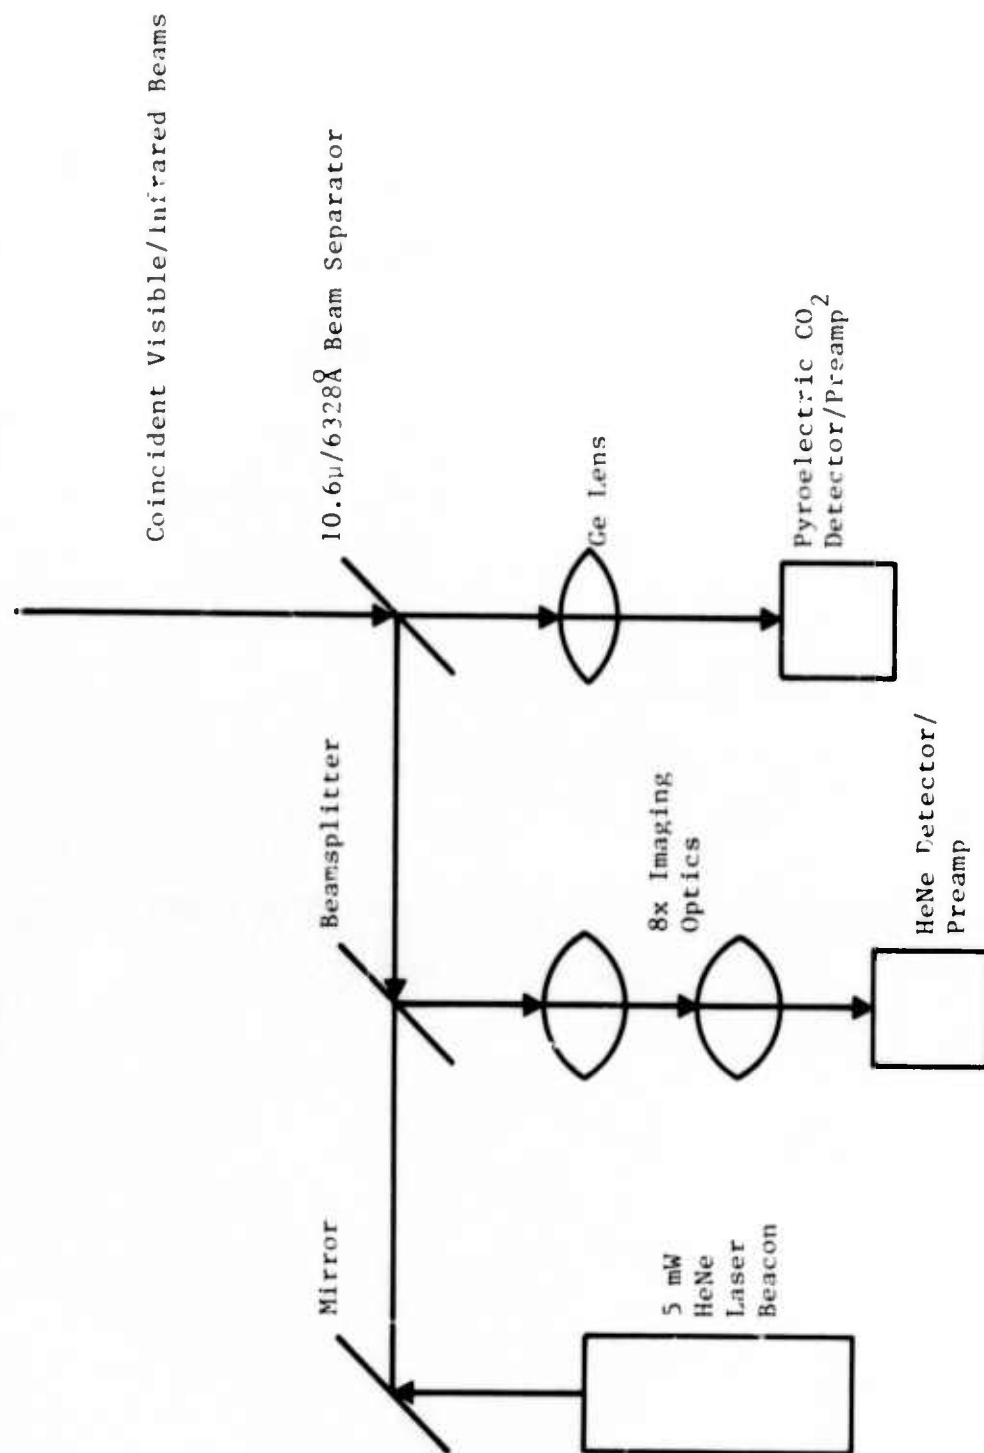 Coincident Visible/Infrared Beams
10.6μ/6328Å Beam Separator
Ge Lens
Pyroelectric CO₂
Detector/Preamp
Beamsplitter
8x Imaging
Optics
HeNe Detector/
Preamp
Mirror
5 mW
HeNe
Laser
Beacon